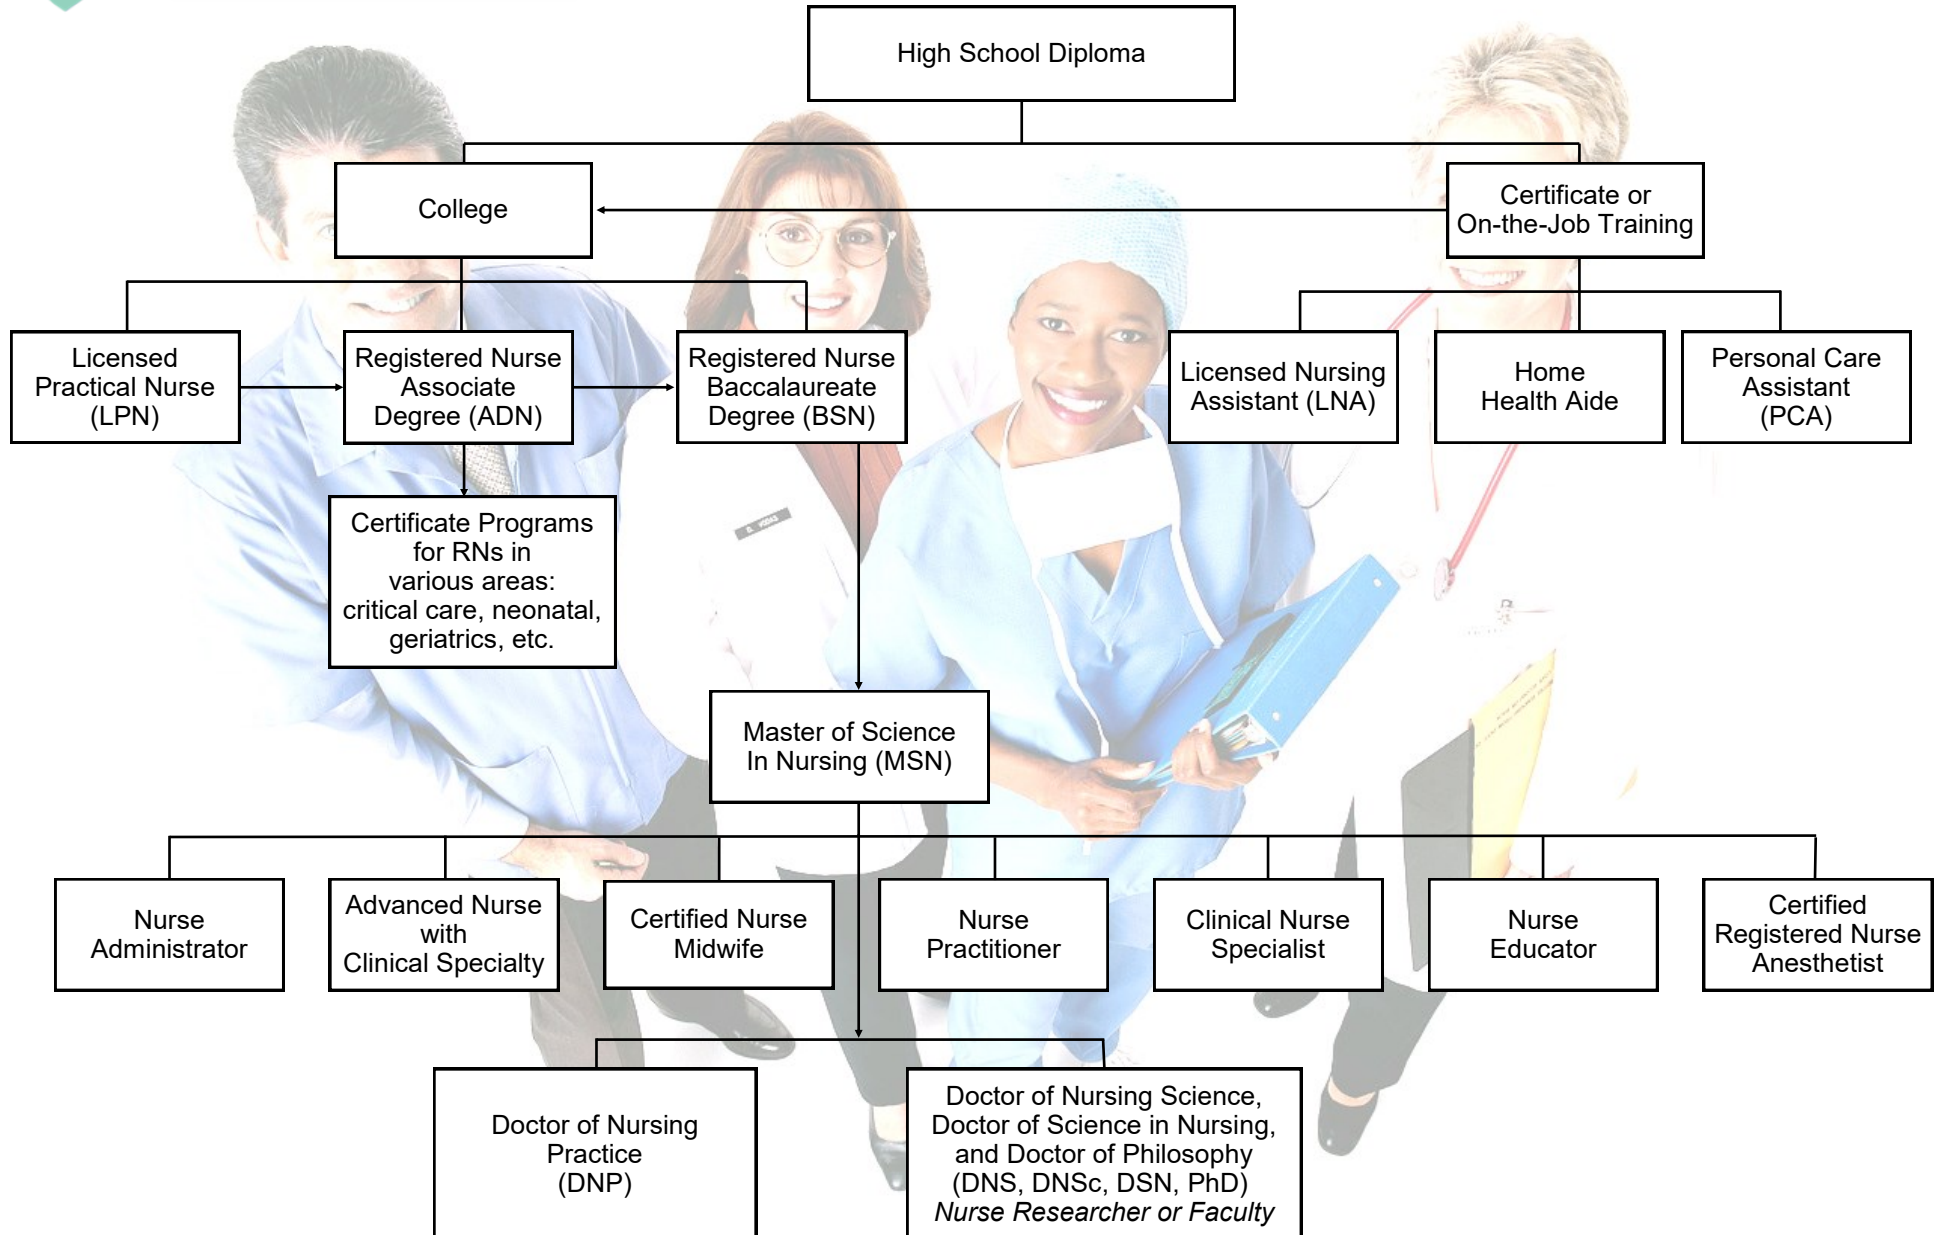 High School Diploma
College
Certificate or
On-the-Job Training
Licensed
Practical Nurse
(LPN)
Registered Nurse
Associate
Degree (ADN)
Registered Nurse
Baccalaureate
Degree (BSN)
Licensed Nursing
Assistant (LNA)
Home
Health Aide
Personal Care
Assistant
(PCA)
Certificate Programs
for RNs in
various areas:
critical care, neonatal,
geriatrics, etc.
Master of Science
In Nursing (MSN)
Nurse
Administrator
Advanced Nurse
with
Clinical Specialty
Certified Nurse
Midwife
Nurse
Practitioner
Clinical Nurse
Specialist
Nurse
Educator
Certified
Registered Nurse
Anesthetist
Doctor of Nursing
Practice
(DNP)
Doctor of Nursing Science,
Doctor of Science in Nursing,
and Doctor of Philosophy
(DNS, DNSc, DSN, PhD)
Nurse Researcher or Faculty